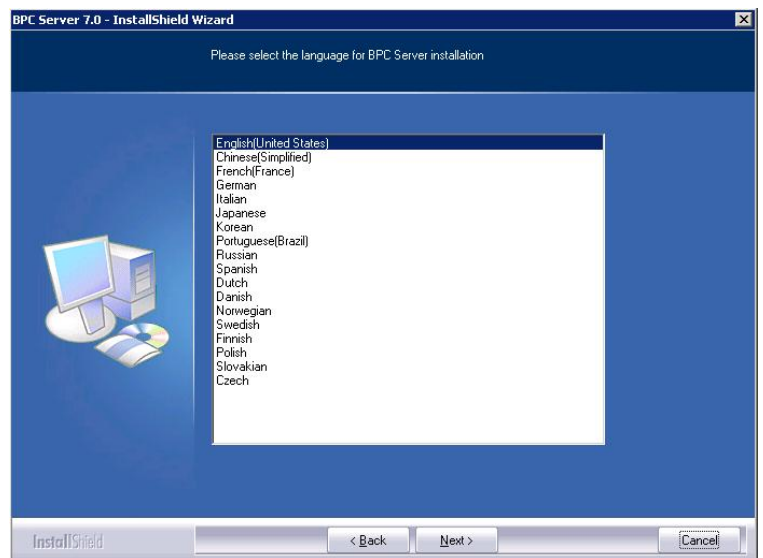 BPC Server 7.0 - InstallShield Wizard
Please select the language for BPC Server installation
English(United States)
Chinese(Simplified)
French(France)
German
Italian
Japanese
Korean
Portuguese(Brazil)
Russian
Spanish
Dutch
Danish
Norwegian
Swedish
Finnish
Polish
Slovakian
Czech
InstallShield
< Back
Next >
Cancel